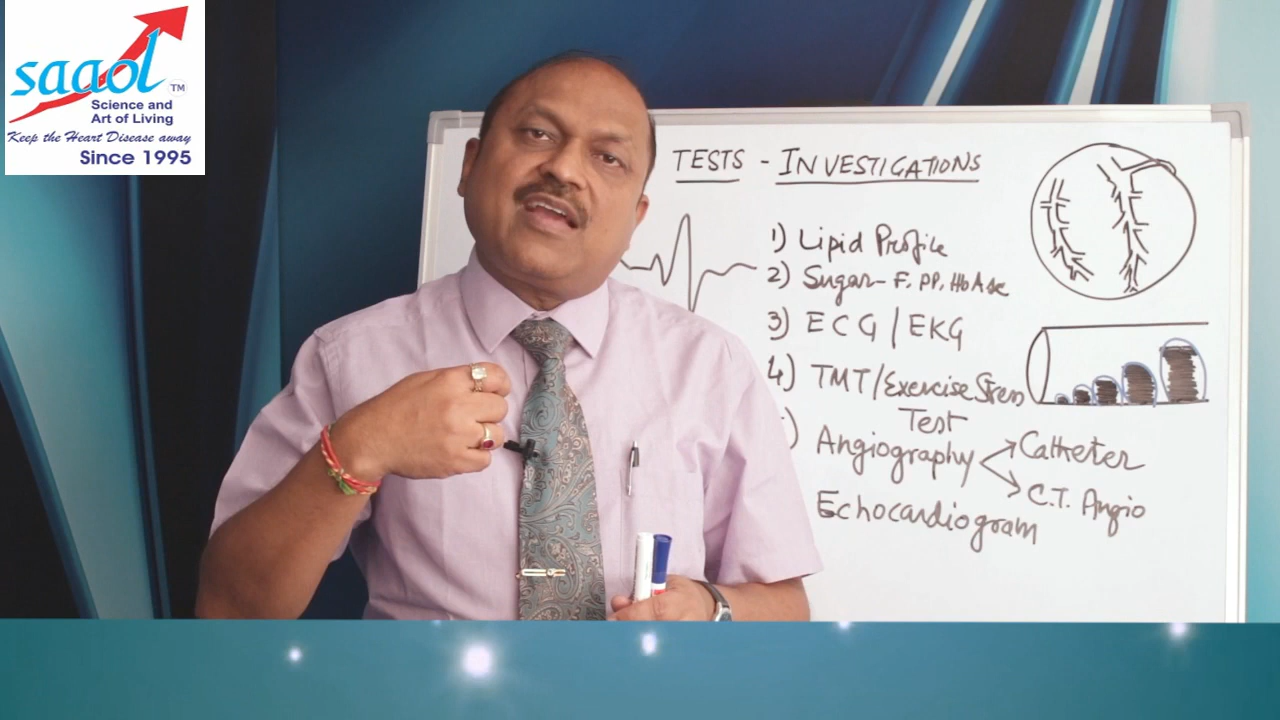 saaol TM
Science and
Art of Living
Keep the Heart Disease away
Since 1995
TESTS - INVESTIGATIONS
1) Lipid Profile
2) Sugar - F, PP, HbA1c
3) ECG / EKG
4) TMT/Exercise Stress
Test
) Angiography Catheter
C.T. Angio
Echocardiogram